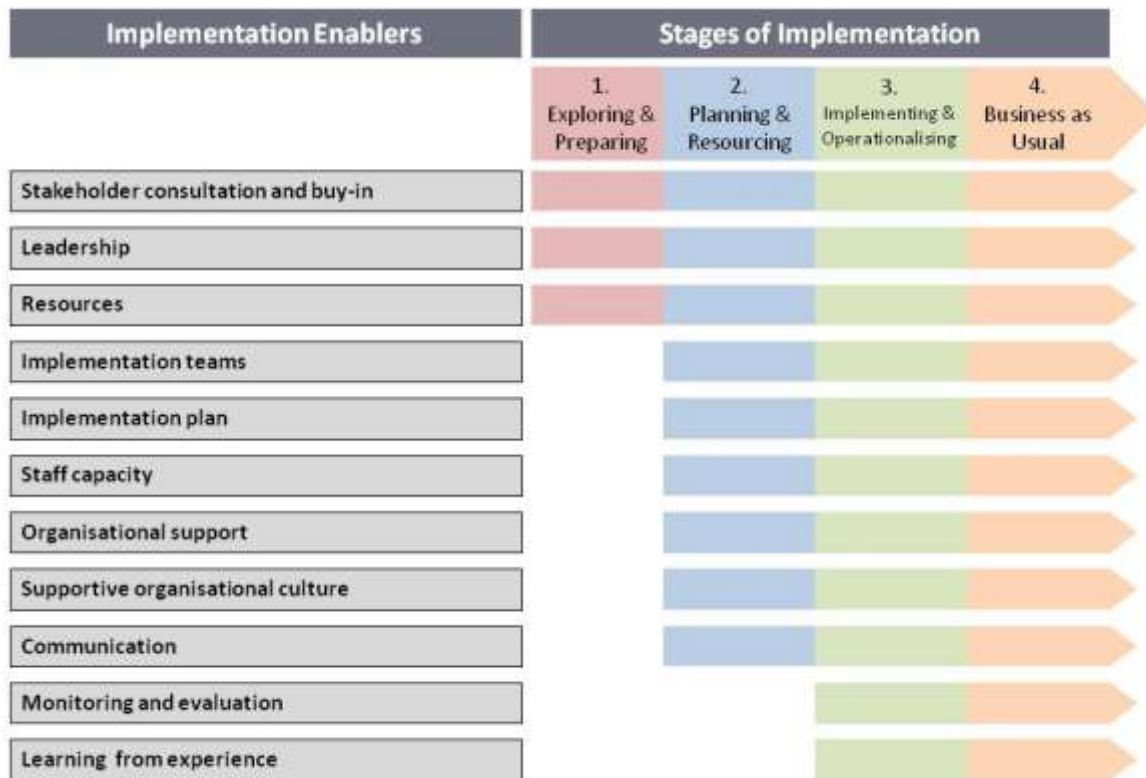 Implementation Enablers
Stages of Implementation
1.
Exploring &
Preparing
2.
Planning &
Resourcing
3.
Implementing &
Operationalising
4.
Business as
Usual
Stakeholder consultation and buy-in
Leadership
Resources
Implementation teams
Implementation plan
Staff capacity
Organisational support
Supportive organisational culture
Communication
Monitoring and evaluation
Learning from experience